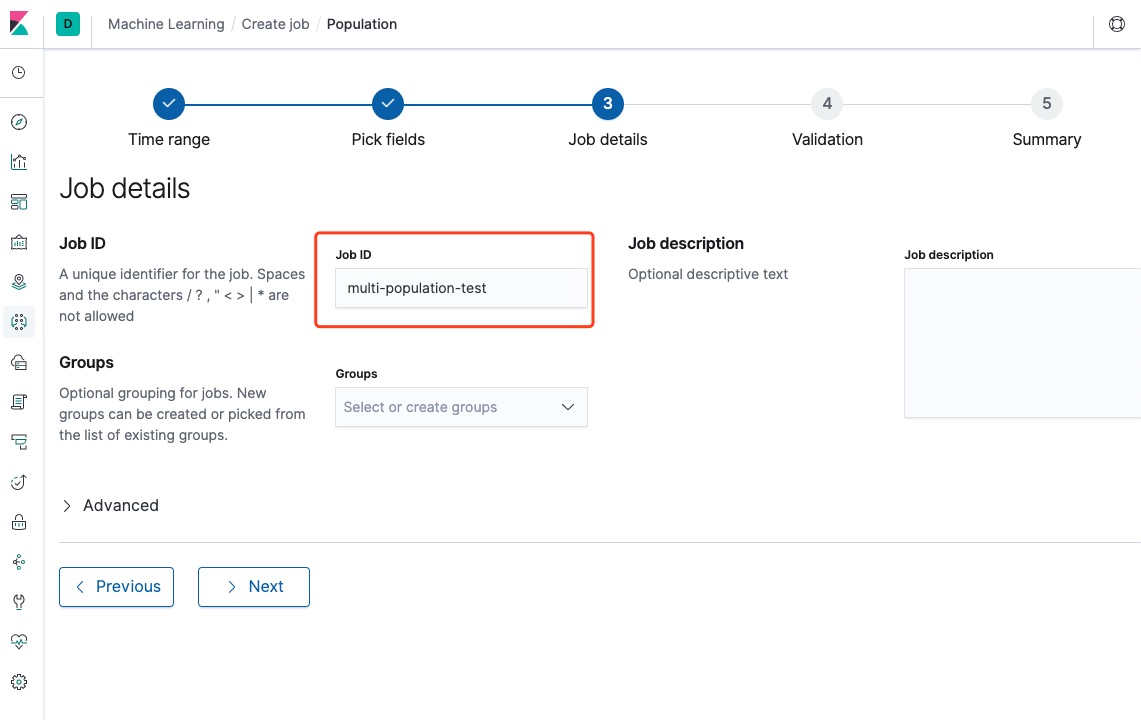 D
Machine Learning / Create job / Population
3
4
5
Time range
Pick fields
Job details
Validation
Summary
Job details
Job ID
A unique identifier for the job. Spaces
and the characters / ? , " < > | * are
not allowed
Job ID
multi-population-test
Job description
Optional descriptive text
Job description
Groups
Optional grouping for jobs. New
groups can be created or picked from
the list of existing groups.
Groups
Select or create groups
Advanced
Previous
Next